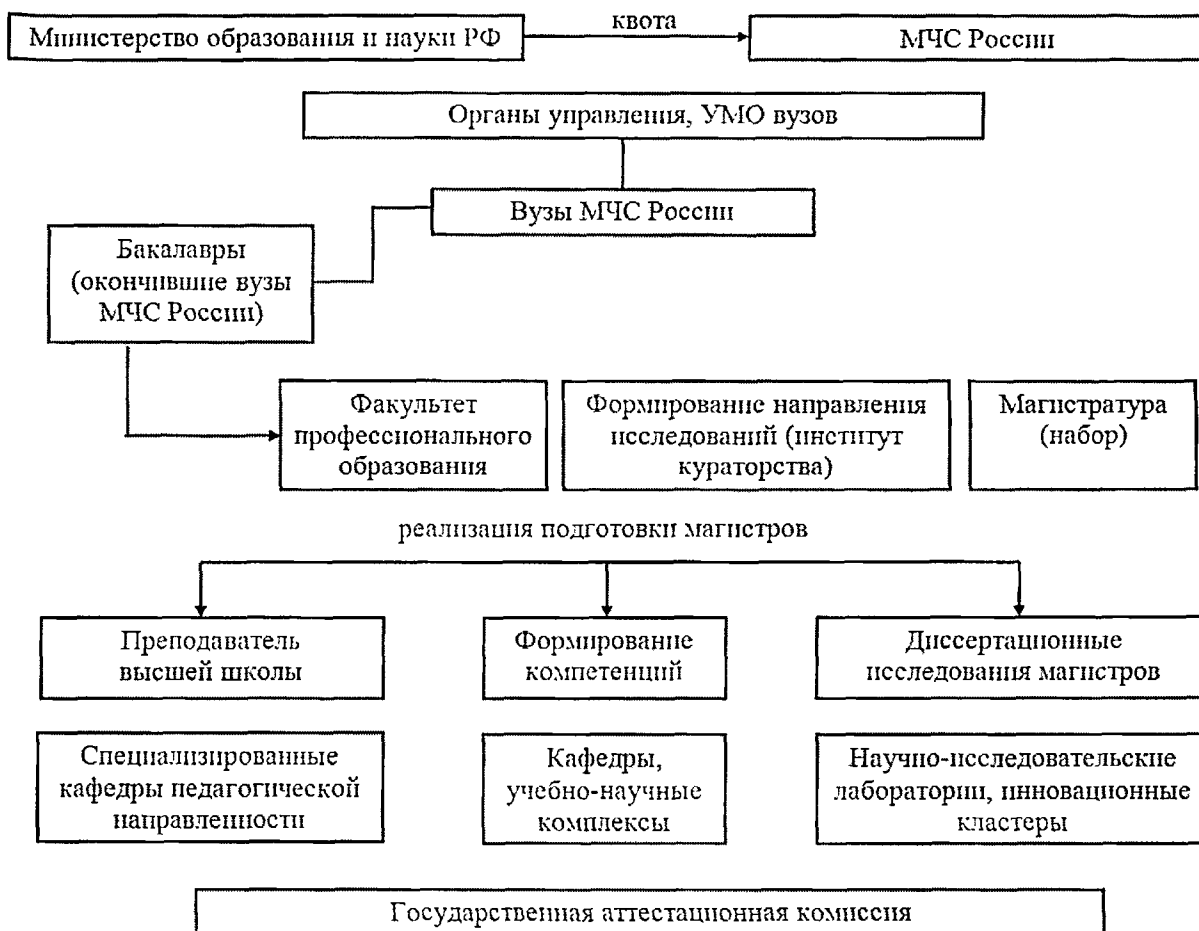 квота
Министерство образования и науки РФ
МЧС России
Органы управления, УМО вузов
Вузы МЧС России
Бакалавры
(окончившие вузы
МЧС России)
Факультет
профессионального
образования
Формирование направления
исследований (институт
кураторства)
Магистратура
(набор)
реализация подготовки магистров
Преподаватель
высшей школы
Формирование
компетенций
Диссертационные
исследования магистров
Специализированные
кафедры педагогической
направленности
Кафедры,
учебно-научные
комплексы
Научно-исследовательские
лаборатории, инновационные
кластеры
Государственная аттестационная комиссия